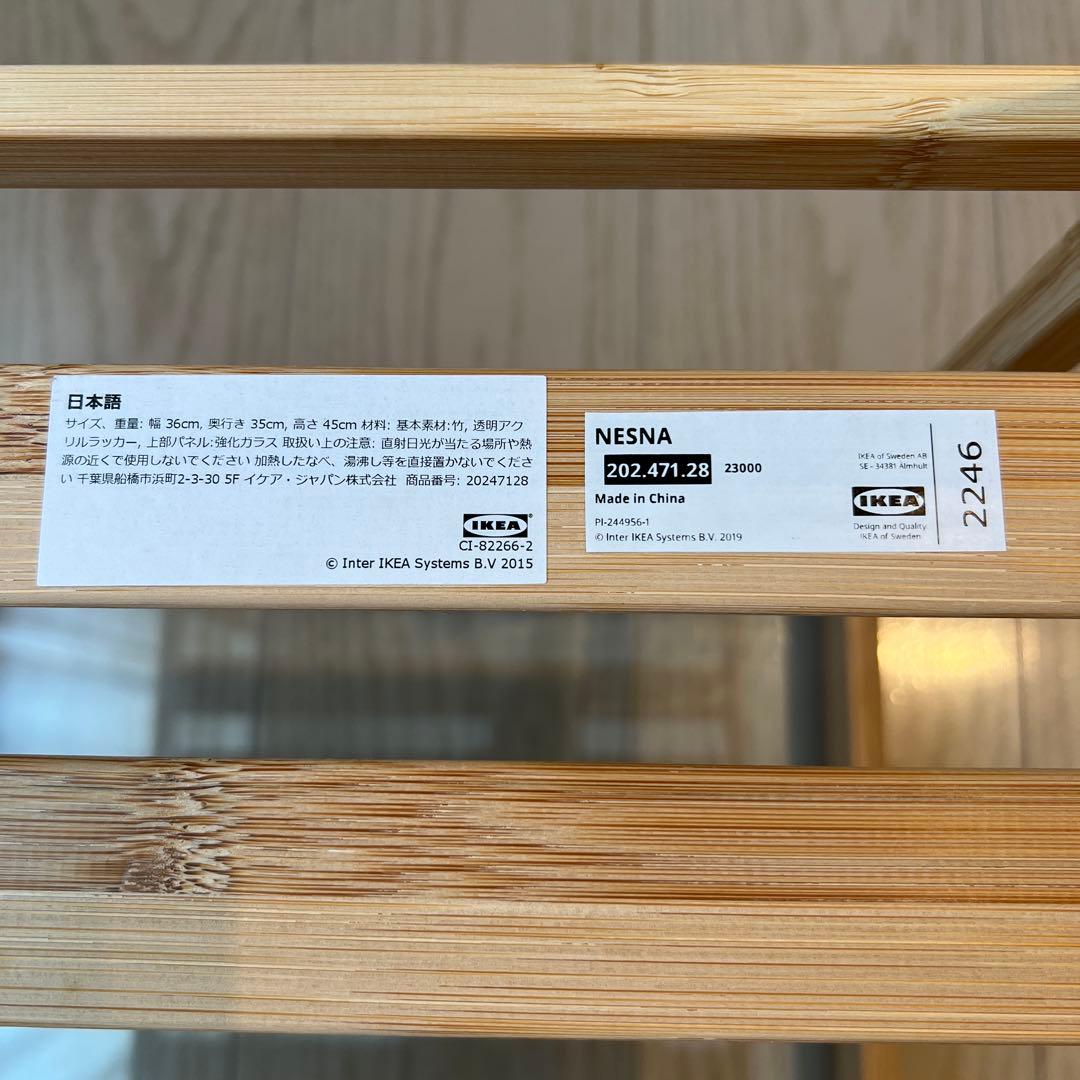 日本語
サイズ、重量: 幅 36cm, 奥行き 35cm, 高さ 45cm 材料: 基本素材:竹, 透明アク
リルラッカー, 上部パネル:強化ガラス 取扱い上の注意: 直射日光が当たる場所や熱
源の近くで使用しないでください 加熱したなべ、湯沸し等を直接置かないでくださ
い 千葉県船橋市浜町2-3-30 5F イケア・ジャパン株式会社 商品番号: 20247128
IKEA®
CI-82266-2
© Inter IKEA Systems B.V 2015
NESNA
202.471.28 23000
Made in China
PI-244956-1
© Inter IKEA Systems B.V. 2019
IKEA of Sweden AB
SE - 34381 Älmhult
IKEA
Design and Quality
IKEA of Sweden
2246